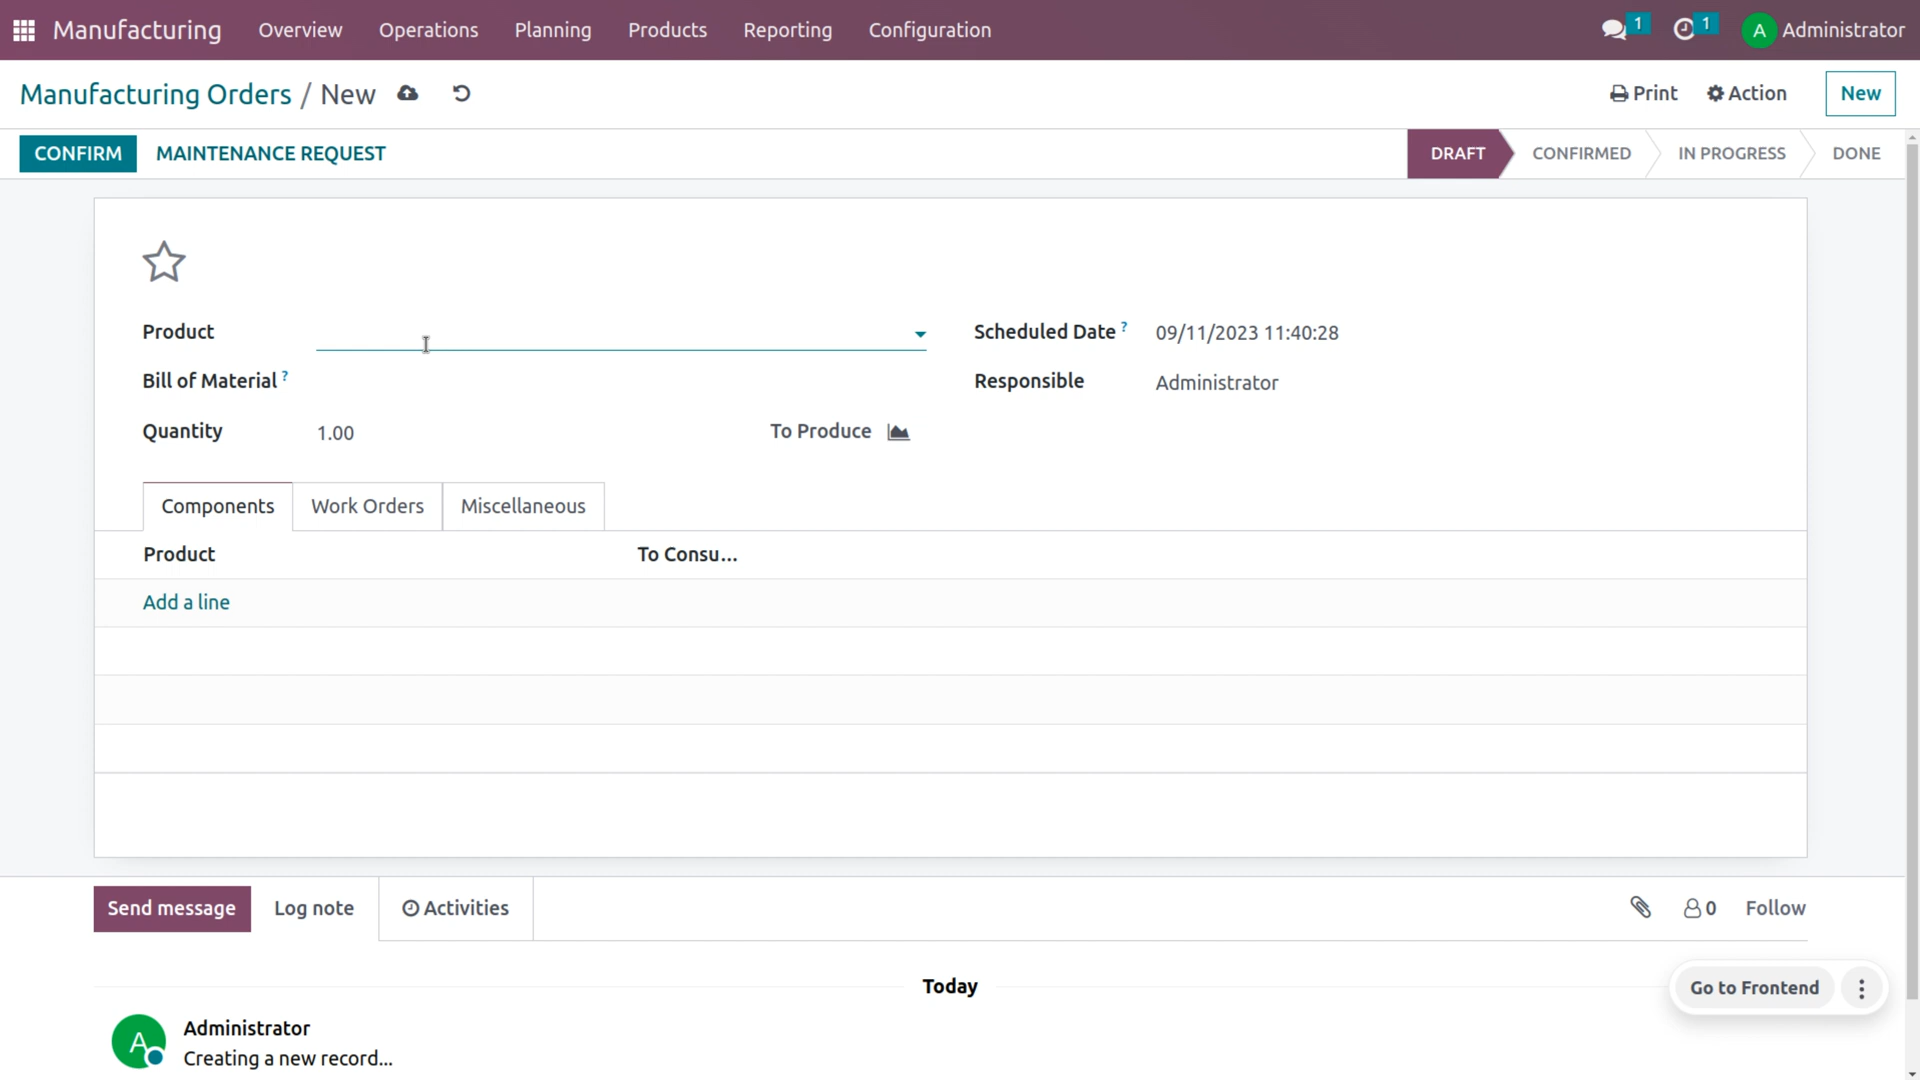 Manufacturing Overview Operations Planning Products Reporting Configuration 1 1 A Administrator
Manufacturing Orders / New Print Action New
CONFIRM MAINTENANCE REQUEST DRAFT CONFIRMED IN PROGRESS DONE
Product Scheduled Date ? 09/11/2023 11:40:28
Bill of Material ? Responsible Administrator
Quantity 1.00 To Produce
Components Work Orders Miscellaneous
Product To Consu...
Add a line
Send message Log note Activities 0 Follow
Today
Go to Frontend
A Administrator
Creating a new record...